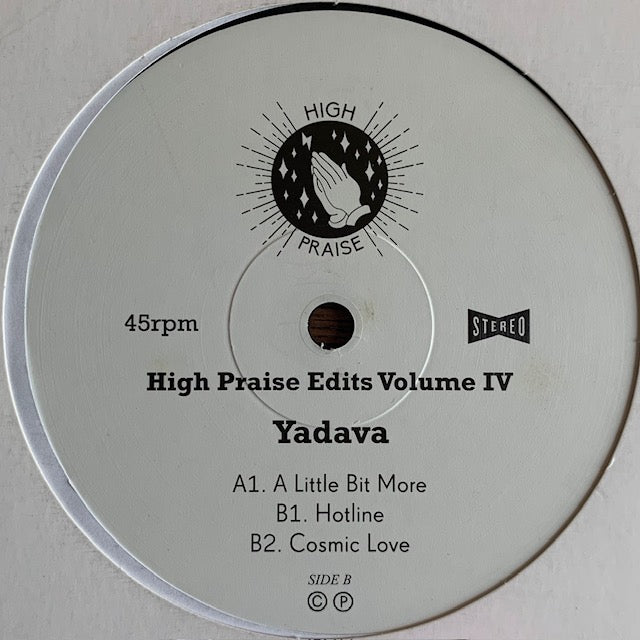 HIGH
PRAISE
45rpm
STEREO
High Praise Edits Volume IV
Yadava
A1. A Little Bit More
B1. Hotline
B2. Cosmic Love
SIDE B
Ⓒ Ⓟ